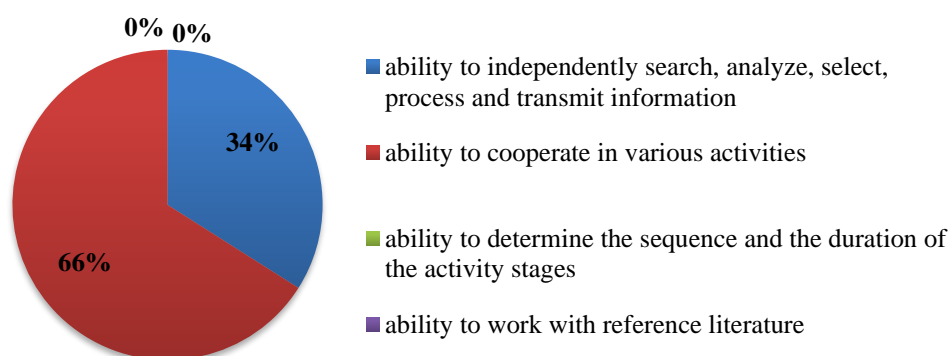 0% 0%
34%
66%
ability to independently search, analyze, select,
process and transmit information
ability to cooperate in various activities
ability to determine the sequence and the duration of
the activity stages
ability to work with reference literature